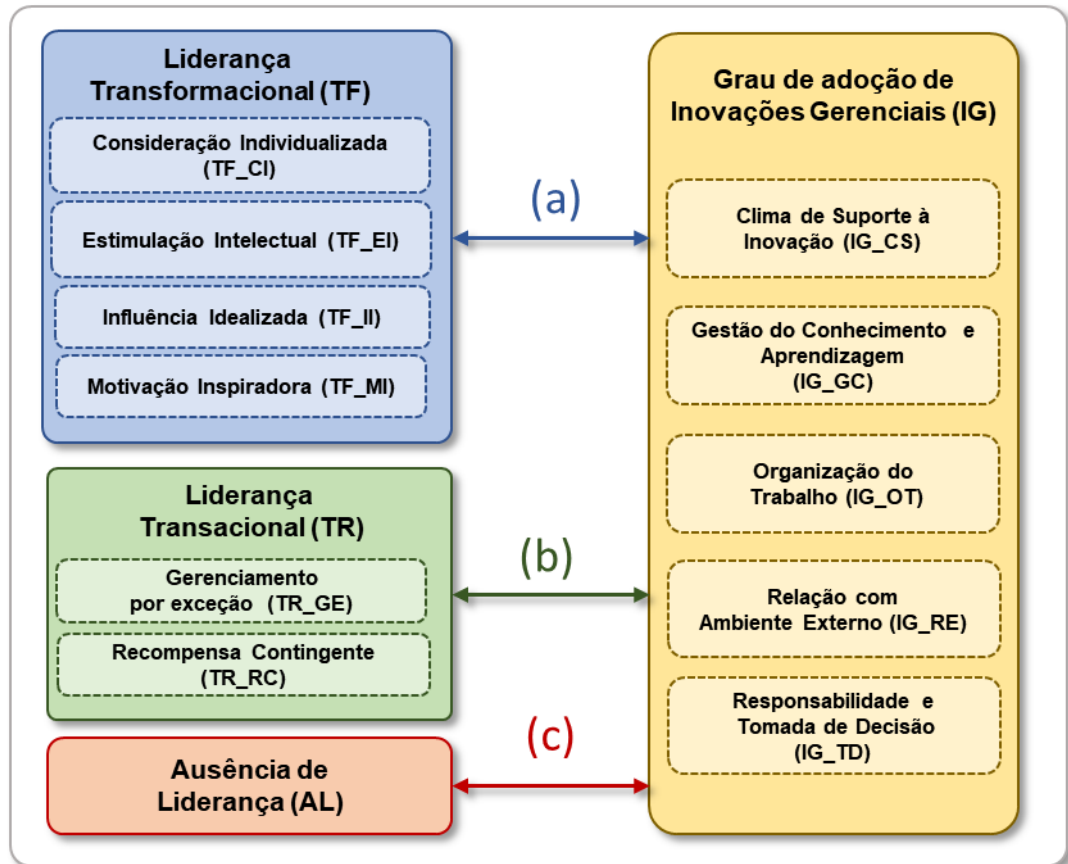 Liderança
Transformacional (TF)
Consideração Individualizada
(TF_CI)
Estimulação Intelectual (TF_EI)
Influência Idealizada (TF_II)
Motivação Inspiradora (TF_MI)
(a)
Liderança
Transacional (TR)
Gerenciamento
por exceção (TR_GE)
Recompensa Contingente
(TR_RC)
(b)
Ausência de
Liderança (AL)
(c)
Grau de adoção de
Inovações Gerenciais (IG)
Clima de Suporte à
Inovação (IG_CS)
Gestão do Conhecimento e
Aprendizagem
(IG_GC)
Organização do
Trabalho (IG_OT)
Relação com
Ambiente Externo (IG_RE)
Responsabilidade e
Tomada de Decisão
(IG_TD)